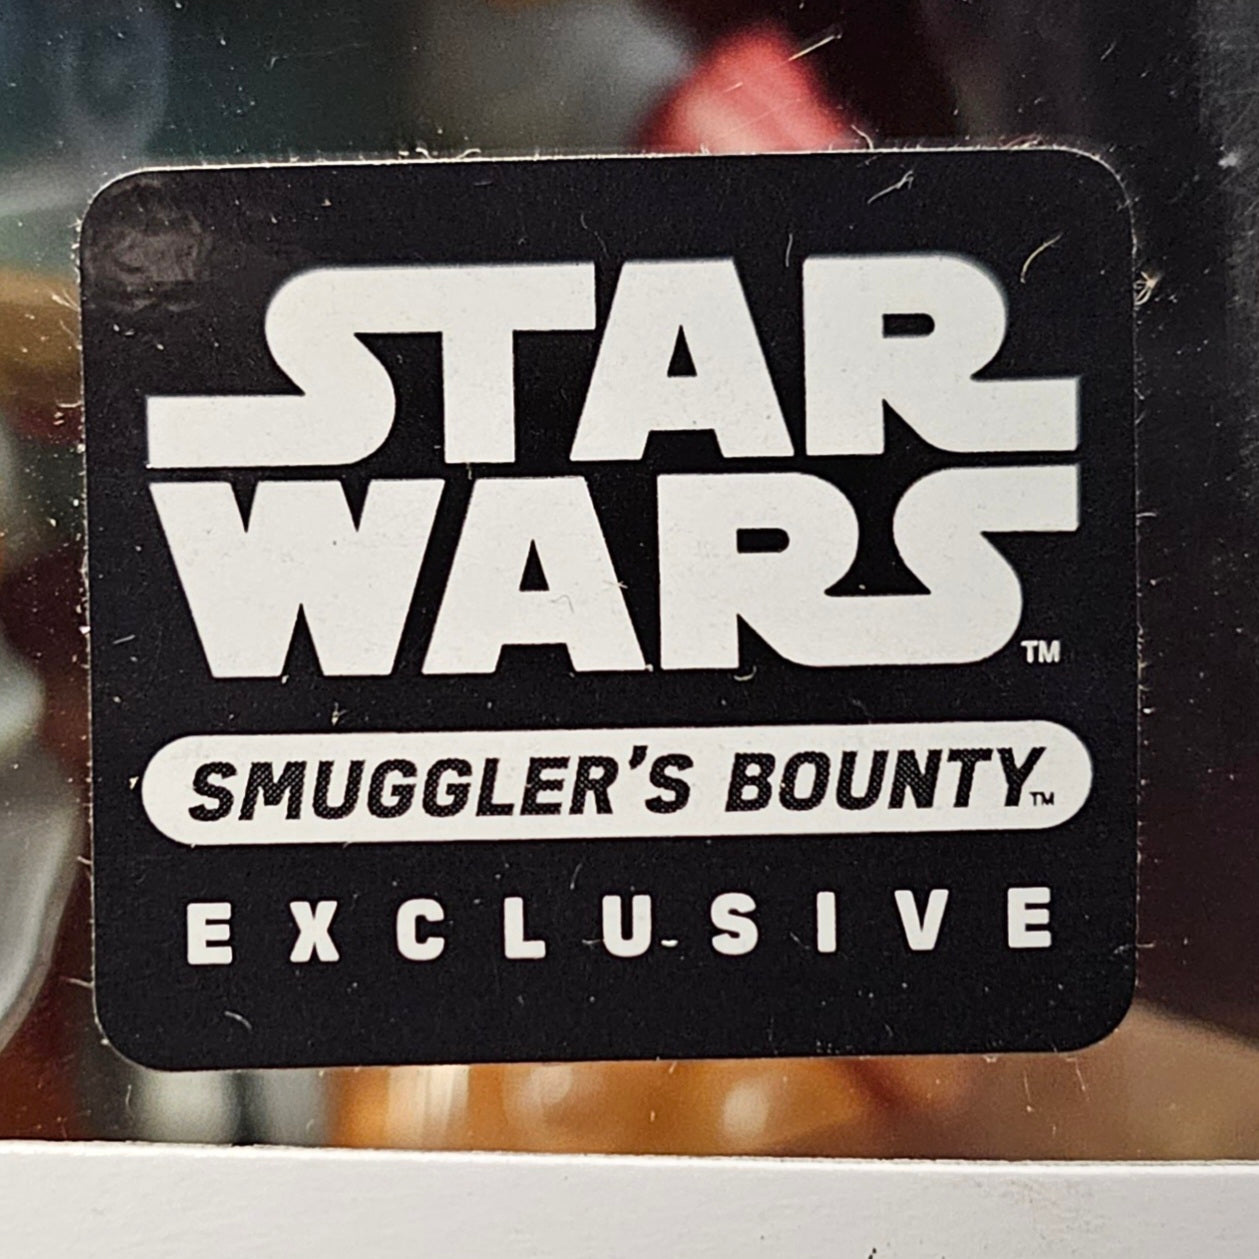 STAR
WARS™
SMUGGLER'S BOUNTY™
EXCLUSIVE